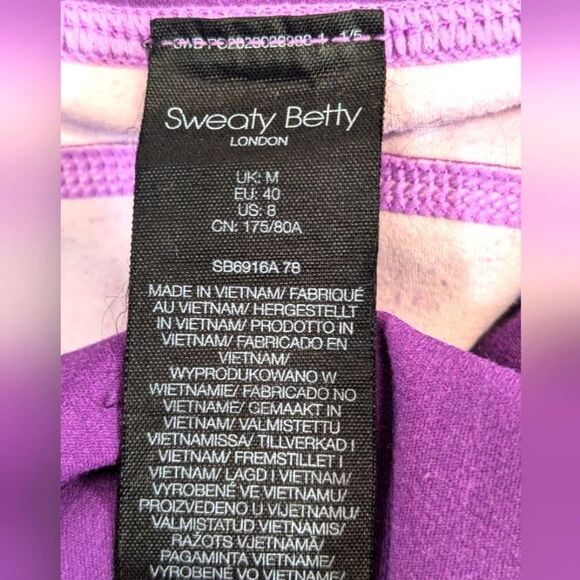 Sweaty Betty
LONDON
UK: M
EU: 40
US: 8
CN: 175/80A
SB6916A 78
MADE IN VIETNAM/ FABRIQUÉ
AU VIETNAM/ HERGESTELLT
IN VIETNAM/ PRODOTTO IN
VIETNAM/ FABRICADO EN
VIETNAM/
WYPRODUKOWANO W
WIETNAMIE/ FABRICADO NO
VIETNAME/ GEMAAKT IN
VIETNAM/ VALMISTETTU
VIETNAMISSA/ TILLVERKAD I
VIETNAM/ FREMSTILLET I
VIETNAM/ LAGD I VIETNAM/
VYROBENÉ VE VIETNAMU/
PROIZVEDENO U VIJETNAMU/
VALMISTATUD VIETNAMIS/
RAŽOTS VJETNAMĀ/
PAGAMINTA VIETNAME/
VYROBENÉ VO VIETNAME/